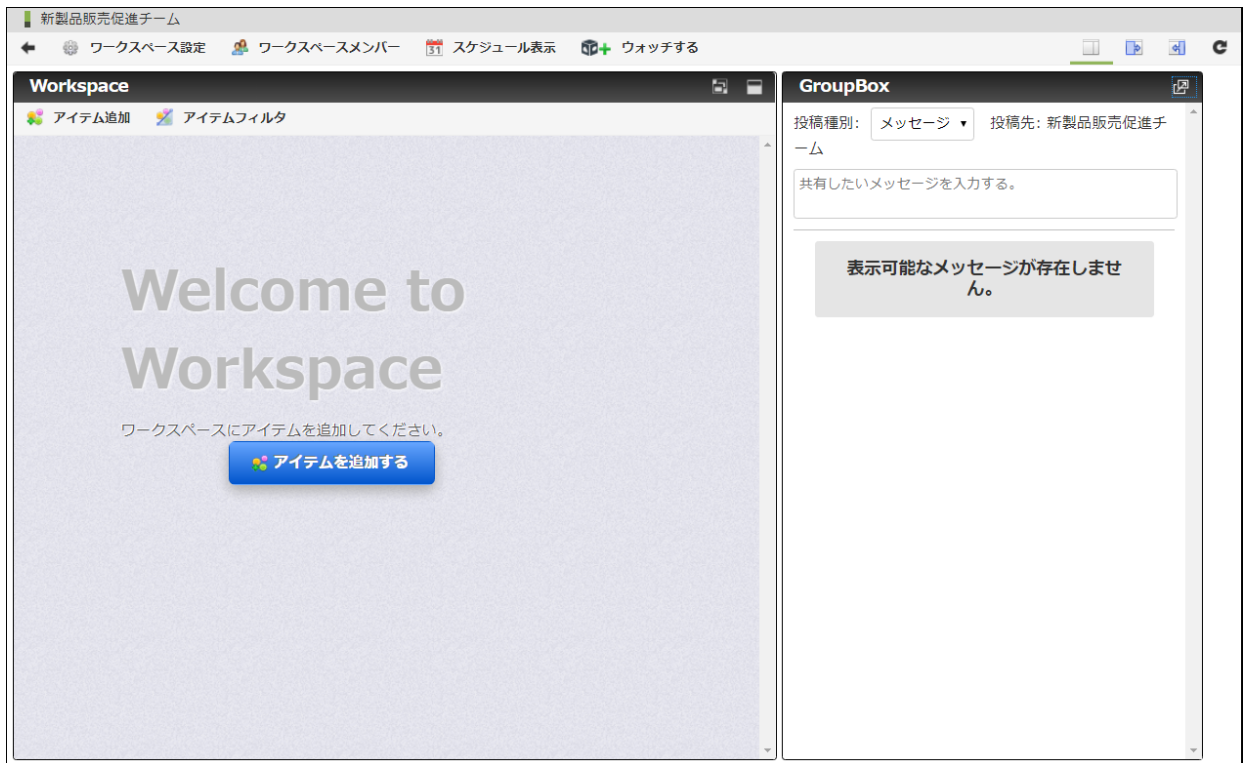 新製品販売促進チーム
ワークスペース設定 ワークスペースメンバー 31 スケジュール表示 ウォッチする
Workspace
アイテム追加 アイテムフィルタ
Welcome to
Workspace
ワークスペースにアイテムを追加してください。
アイテムを追加する
GroupBox
投稿種別: メッセージ 投稿先: 新製品販売促進チ
ーム
共有したいメッセージを入力する。
表示可能なメッセージが存在しませ
ん。